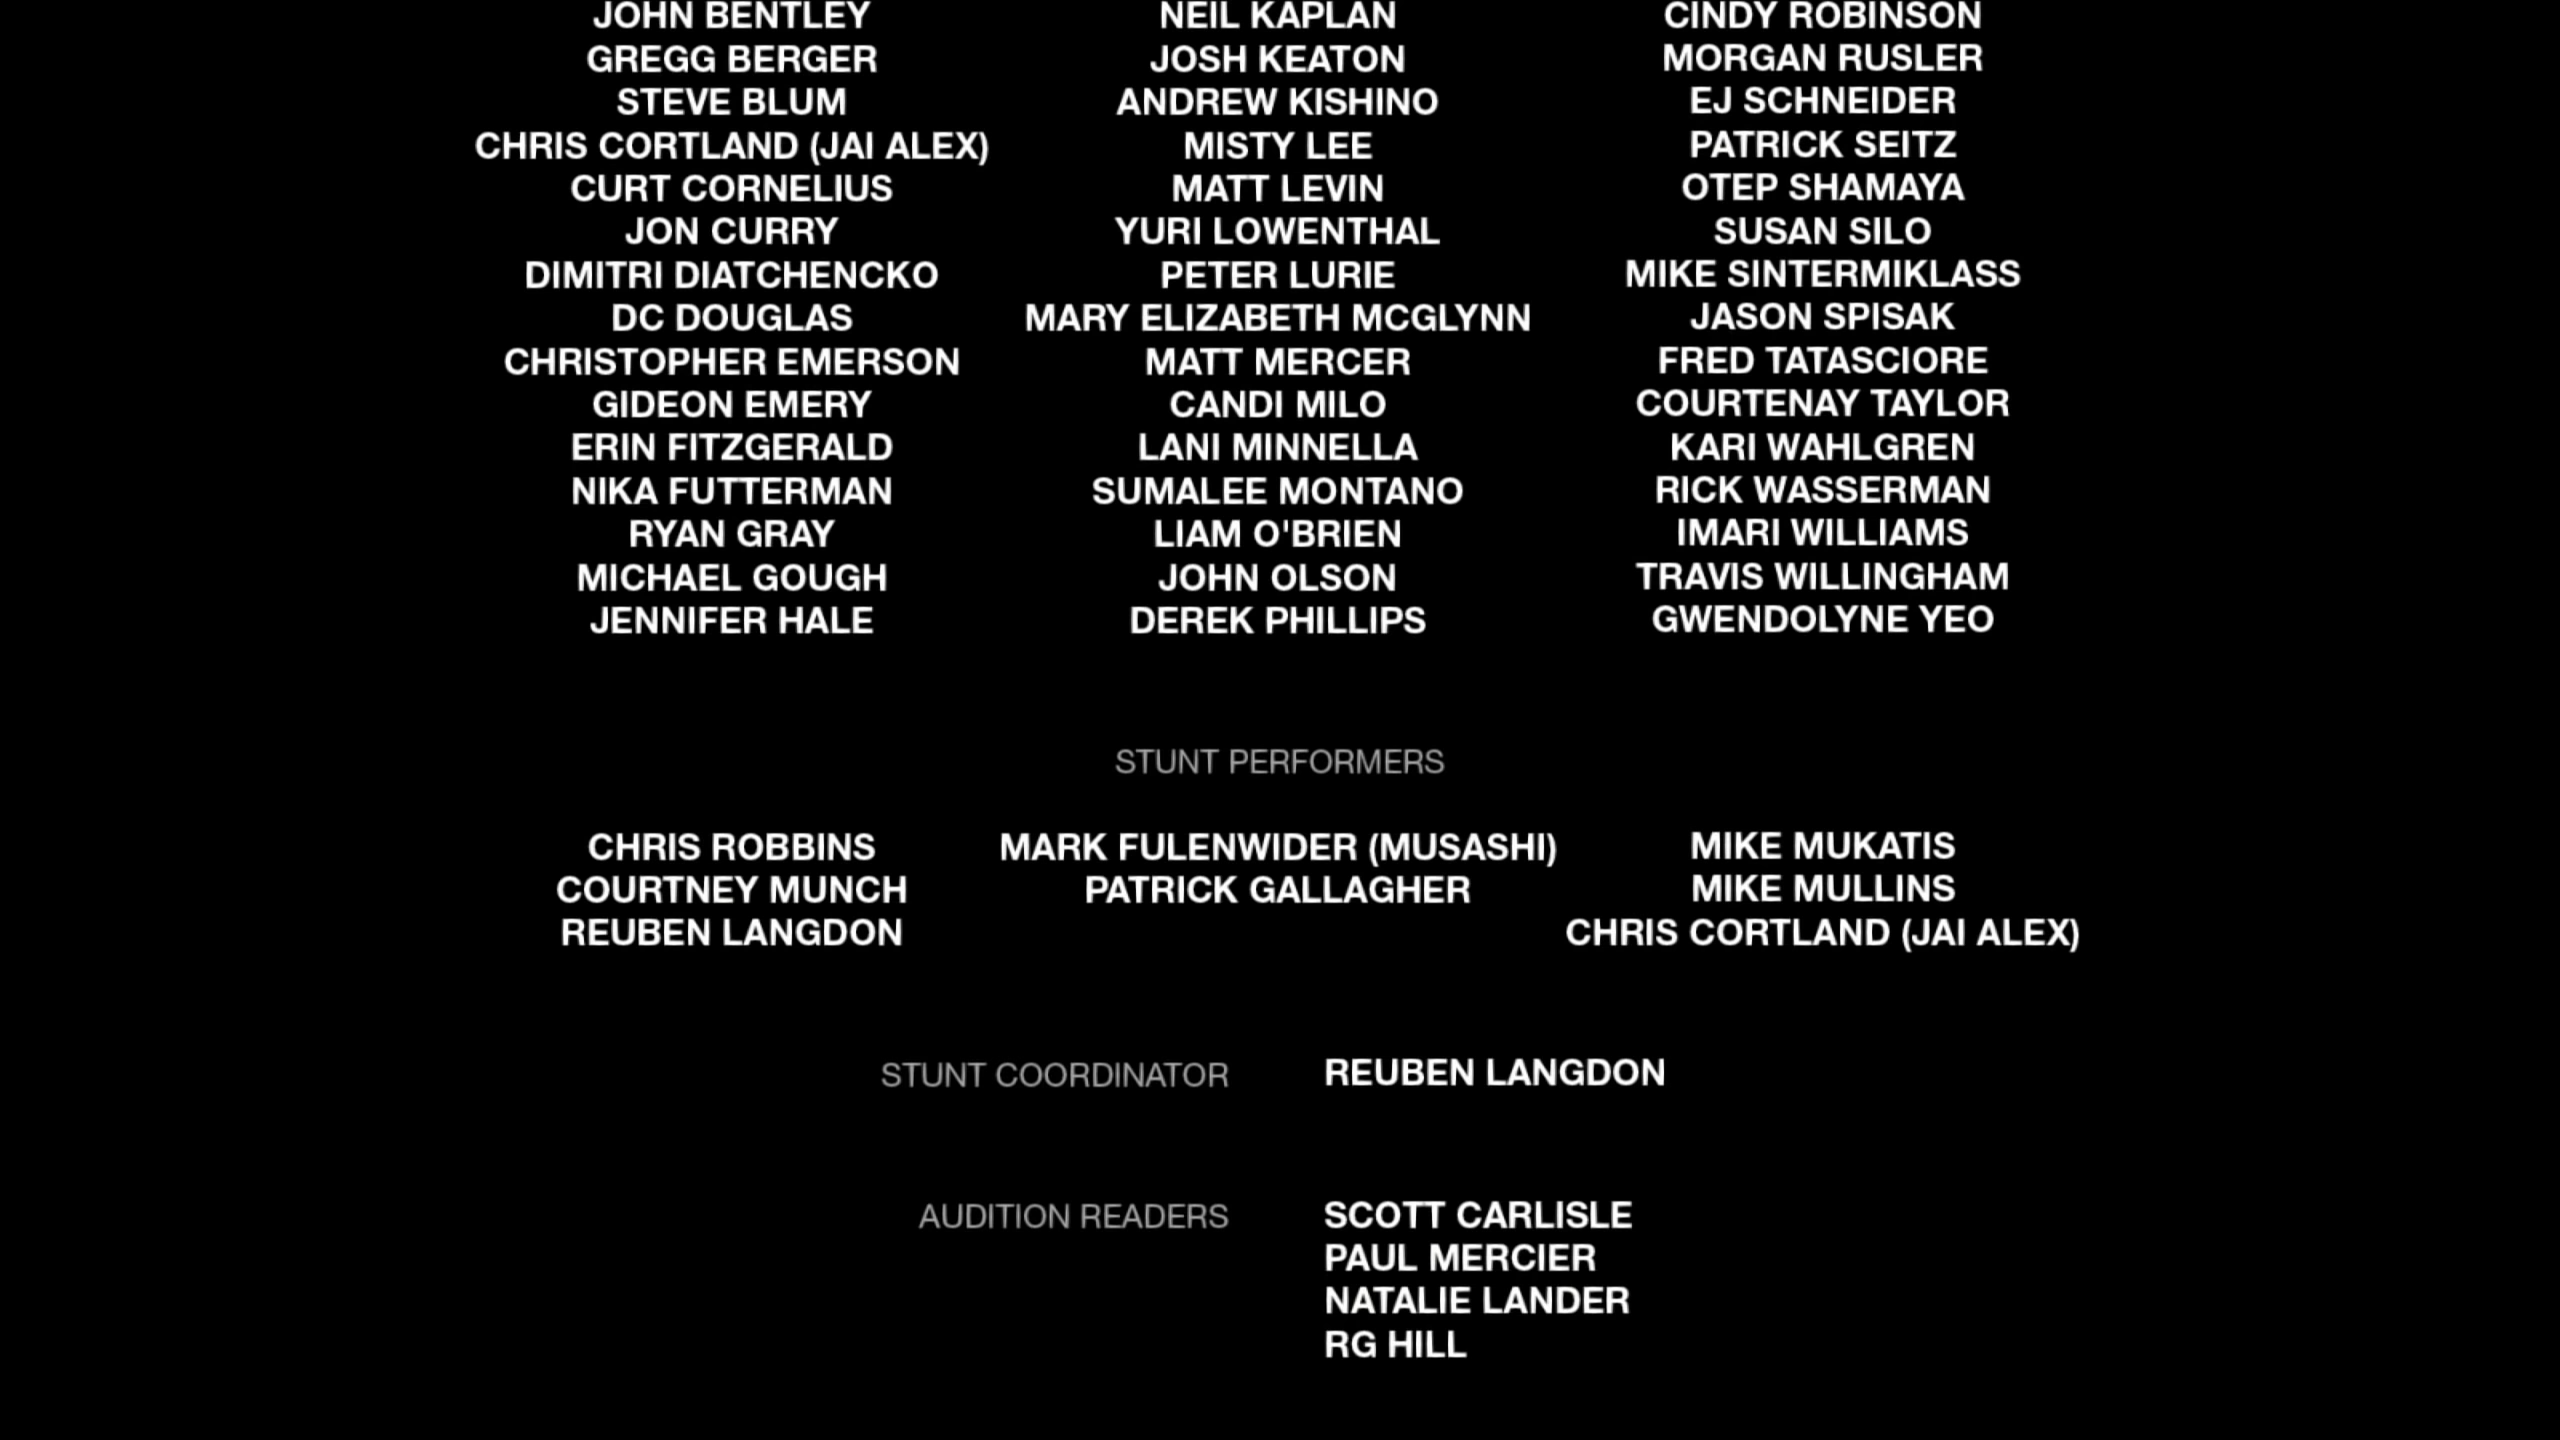 JOHN BENTLEY
GREGG BERGER
STEVE BLUM
CHRIS CORTLAND (JAI ALEX)
CURT CORNELIUS
JON CURRY
DIMITRI DIATCHENCKO
DC DOUGLAS
CHRISTOPHER EMERSON
GIDEON EMERY
ERIN FITZGERALD
NIKA FUTTERMAN
RYAN GRAY
MICHAEL GOUGH
JENNIFER HALE
NEIL KAPLAN
JOSH KEATON
ANDREW KISHINO
MISTY LEE
MATT LEVIN
YURI LOWENTHAL
PETER LURIE
MARY ELIZABETH MCGLYNN
MATT MERCER
CANDI MILO
LANI MINNELLA
SUMALEE MONTANO
LIAM O'BRIEN
JOHN OLSON
DEREK PHILLIPS
CINDY ROBINSON
MORGAN RUSLER
EJ SCHNEIDER
PATRICK SEITZ
OTEP SHAMAYA
SUSAN SILO
MIKE SINTERMIKLASS
JASON SPISAK
FRED TATASCIORE
COURTENAY TAYLOR
KARI WAHLGREN
RICK WASSERMAN
IMARI WILLIAMS
TRAVIS WILLINGHAM
GWENDOLYNE YEO
STUNT PERFORMERS
CHRIS ROBBINS
COURTNEY MUNCH
REUBEN LANGDON
MARK FULENWIDER (MUSASHI)
PATRICK GALLAGHER
MIKE MUKATIS
MIKE MULLINS
CHRIS CORTLAND (JAI ALEX)
STUNT COORDINATOR REUBEN LANGDON
AUDITION READERS SCOTT CARLISLE
PAUL MERCIER
NATALIE LANDER
RG HILL